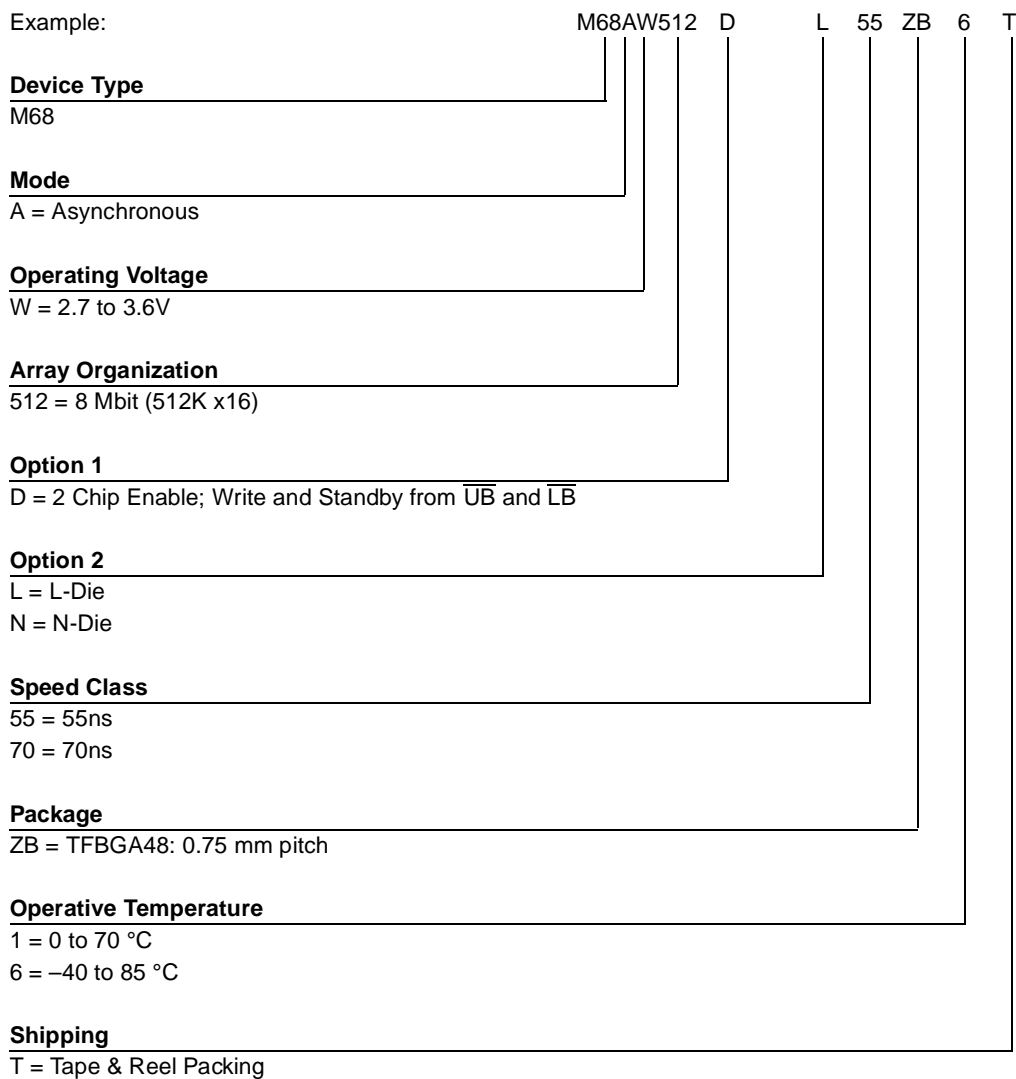 Example: M68AW512 D L 55 ZB 6 T
Device Type
M68
Mode
A = Asynchronous
Operating Voltage
W = 2.7 to 3.6V
Array Organization
512 = 8 Mbit (512K x16)
Option 1
D = 2 Chip Enable; Write and Standby from U̅B̅ and L̅B̅
Option 2
L = L-Die
N = N-Die
Speed Class
55 = 55ns
70 = 70ns
Package
ZB = TFBGA48: 0.75 mm pitch
Operative Temperature
1 = 0 to 70 °C
6 = –40 to 85 °C
Shipping
T = Tape & Reel Packing